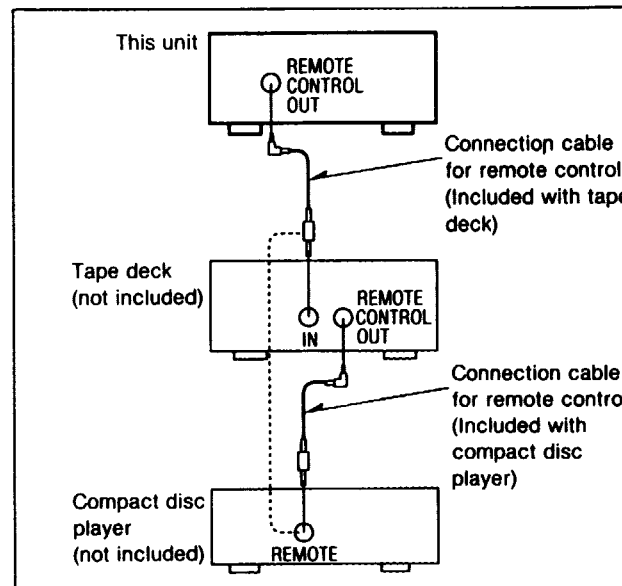 This unit
REMOTE
CONTROL
OUT
Connection cable
for remote control
(Included with tape
deck)
Tape deck
(not included)
IN
REMOTE
CONTROL
OUT
Connection cable
for remote contro
(Included with
compact disc
player)
Compact disc
player
(not included)
REMOTE